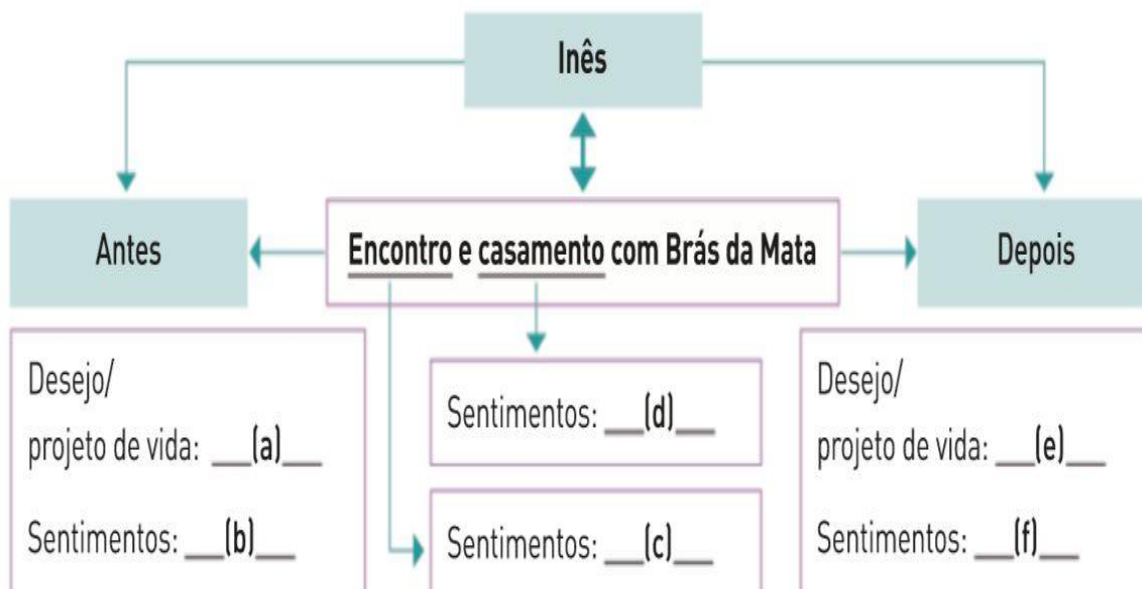 Inês
Antes
Encontro e casamento com Brás da Mata
Depois
Desejo/
projeto de vida: ___(a)___
Sentimentos: ___(b)___
Sentimentos: ___(d)___
Sentimentos: ___(c)___
Desejo/
projeto de vida: ___(e)___
Sentimentos: ___(f)___